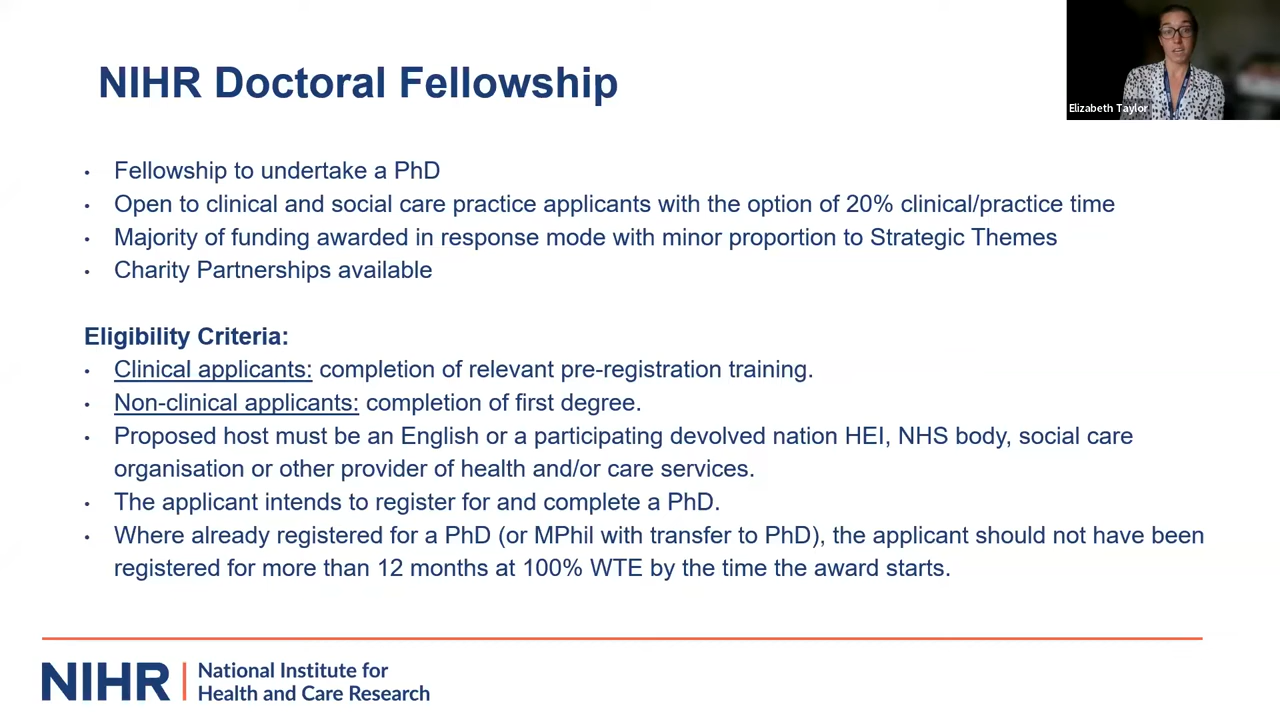 NIHR Doctoral Fellowship
Elizabeth Taylor
• Fellowship to undertake a PhD
• Open to clinical and social care practice applicants with the option of 20% clinical/practice time
• Majority of funding awarded in response mode with minor proportion to Strategic Themes
• Charity Partnerships available
Eligibility Criteria:
• Clinical applicants: completion of relevant pre-registration training.
• Non-clinical applicants: completion of first degree.
• Proposed host must be an English or a participating devolved nation HEI, NHS body, social care
organisation or other provider of health and/or care services.
• The applicant intends to register for and complete a PhD.
• Where already registered for a PhD (or MPhil with transfer to PhD), the applicant should not have been
registered for more than 12 months at 100% WTE by the time the award starts.
NIHR | National Institute for
Health and Care Research